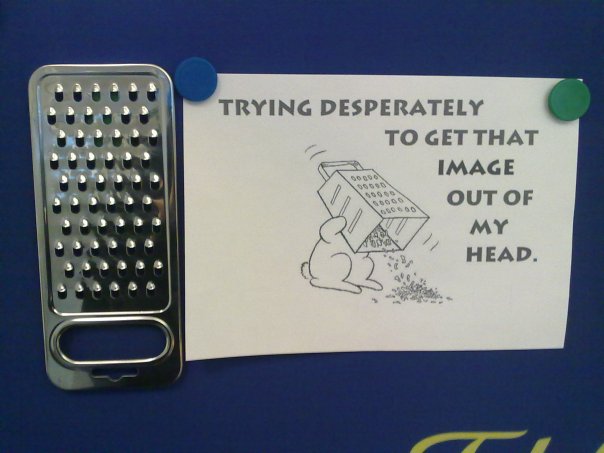 TRYING DESPERATELY
TO GET THAT
IMAGE
OUT OF
MY
HEAD.